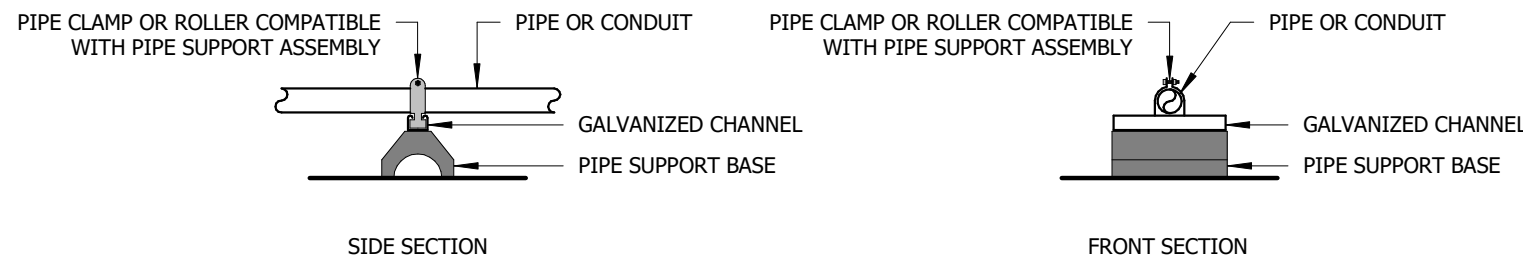 PIPE CLAMP OR ROLLER COMPATIBLE
WITH PIPE SUPPORT ASSEMBLY
PIPE OR CONDUIT
GALVANIZED CHANNEL
PIPE SUPPORT BASE
SIDE SECTION
PIPE CLAMP OR ROLLER COMPATIBLE
WITH PIPE SUPPORT ASSEMBLY
PIPE OR CONDUIT
GALVANIZED CHANNEL
PIPE SUPPORT BASE
FRONT SECTION